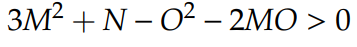 3M² + N − O² − 2MO > 0